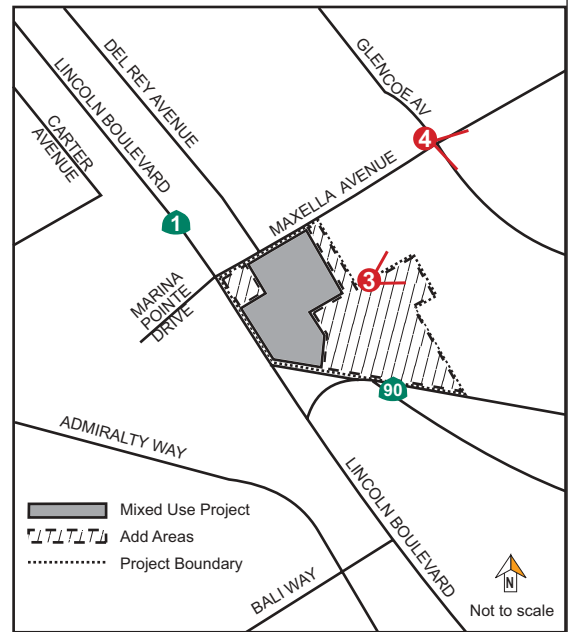 DEL REY AVENUE
LINCOLN BOULEVARD
CARTER
AVENUE
GLENCOE AV
4
MAXELLA AVENUE
1
3
MARINA
POINTE
DRIVE
90
ADMIRALTY WAY
LINCOLN BOULEVARD
BALI WAY
Mixed Use Project
Add Areas
Project Boundary
N
Not to scale